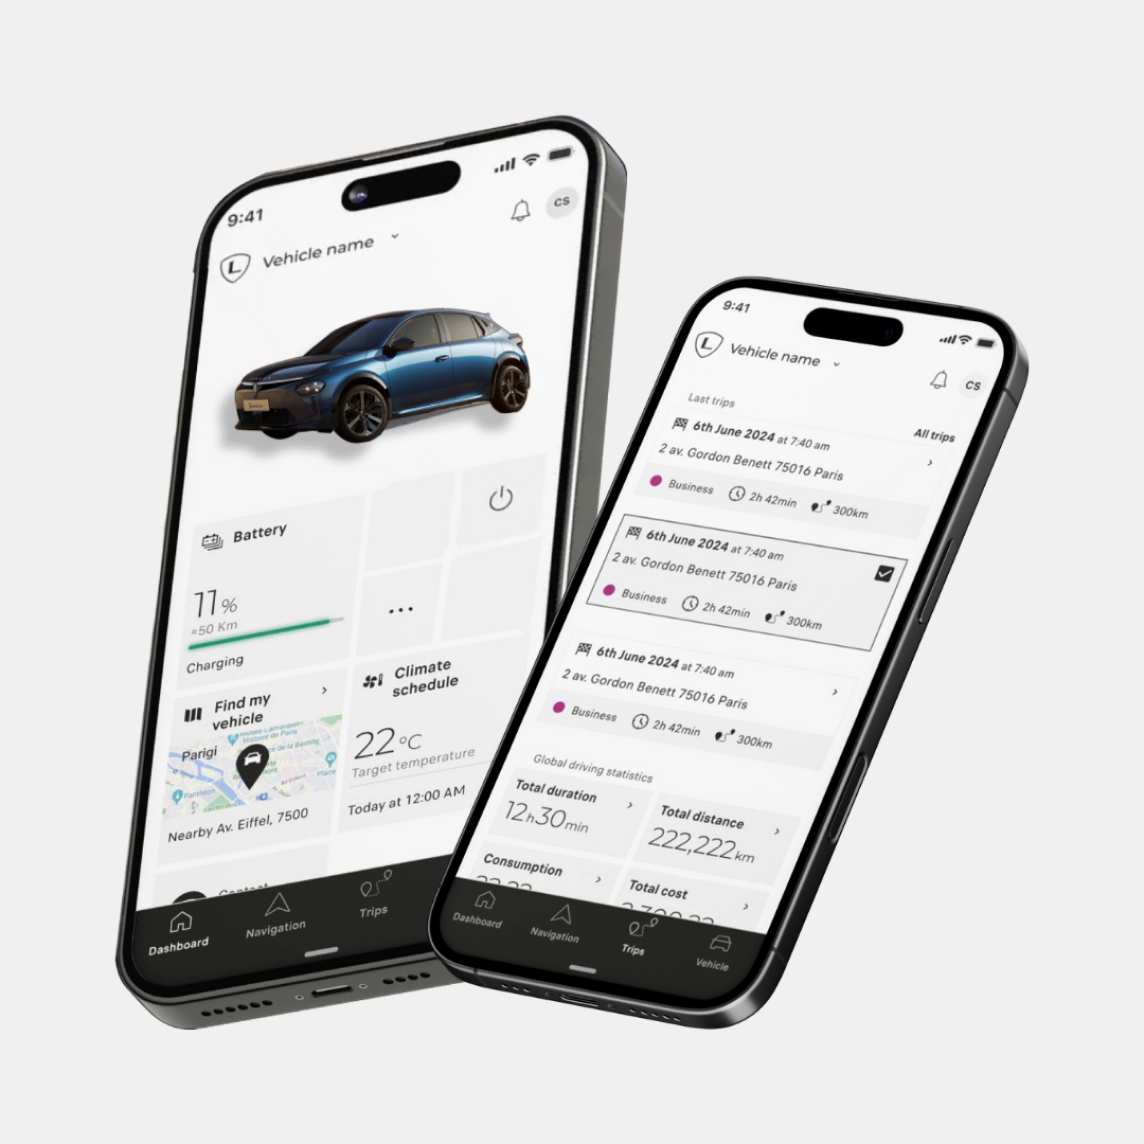 9:41
CS
L
Vehicle name
Battery
11%
≈50 Km
Charging
Find my
vehicle
Parigi
Histoire de Paris
Place
Panthéon
Nearby Av. Eiffel, 7500
Climate
schedule
22°C
Target temperature
Today at 12:00 AM
Dashboard
Navigation
Trips
9:41
L
Vehicle name
CS
Last trips
All trips
6th June 2024 at 7:40 am
2 av. Gordon Benett 75016 Paris
Business 2h 42min 300km
6th June 2024 at 7:40 am
2 av. Gordon Benett 75016 Paris
Business 2h 42min 300km
6th June 2024 at 7:40 am
2 av. Gordon Benett 75016 Paris
Business 2h 42min 300km
Global driving statistics
Total duration
12h30min
Total distance
222,222km
Consumption
Total cost
Dashboard
Navigation
Trips
Vehicle